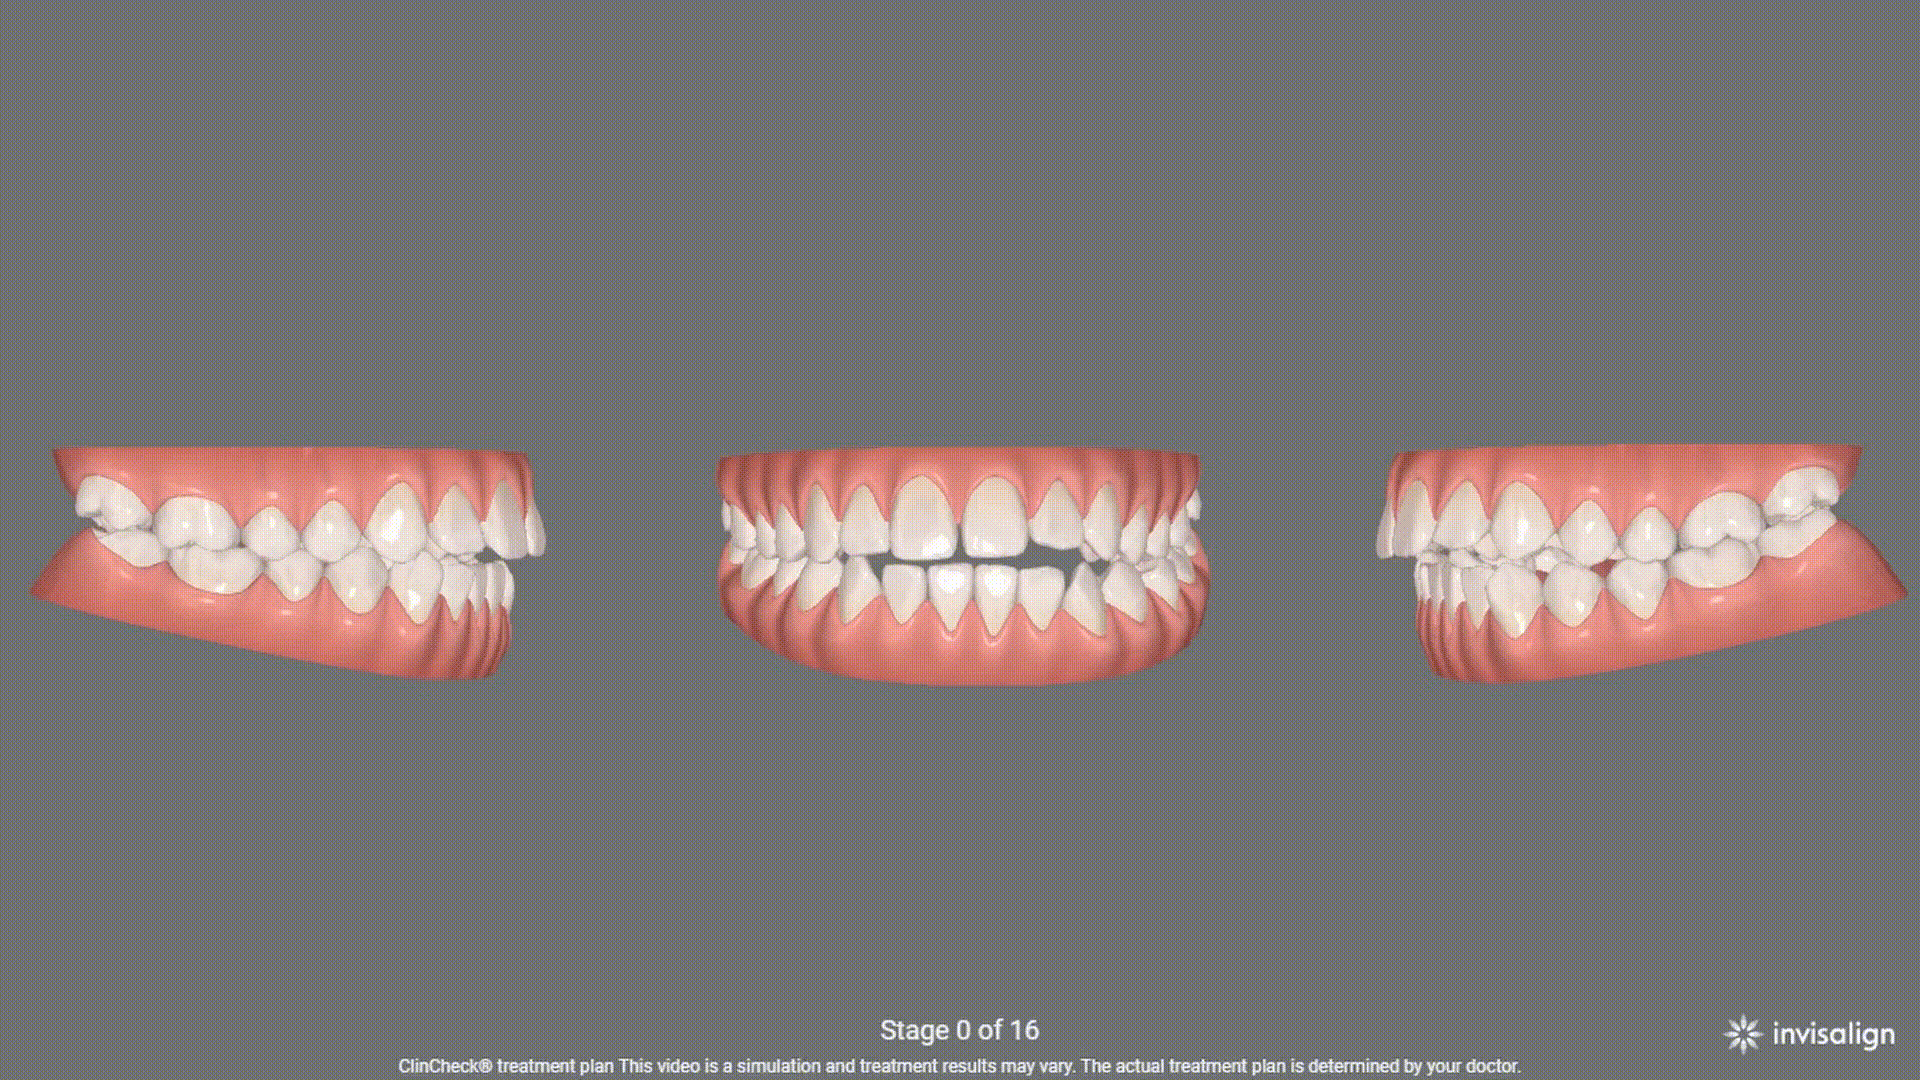 Stage 0 of 16
invisalign
ClinCheck® treatment plan This video is a simulation and treatment results may vary. The actual treatment plan is determined by your doctor.